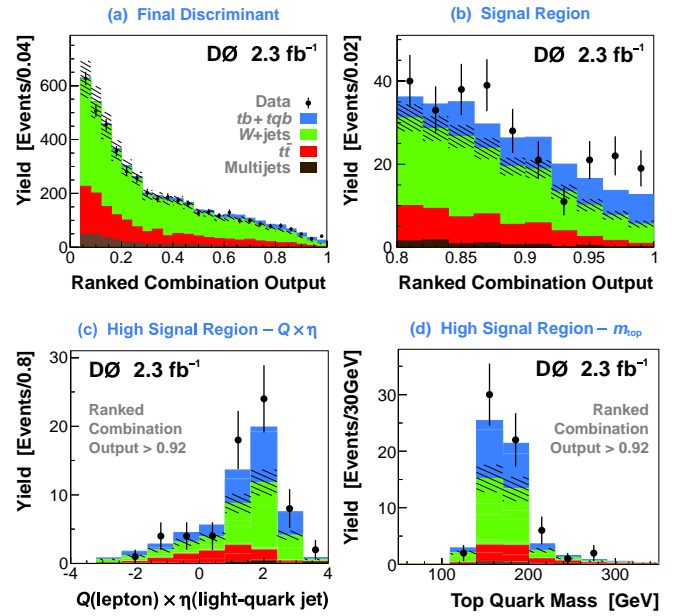 (a) Final Discriminant
Yield [Events/0.04]
600
400
200
0
DØ 2.3 fb⁻¹
Data
tb+tqb
W+jets
tt̄
Multijets
0 0.2 0.4 0.6 0.8 1
Ranked Combination Output
(b) Signal Region
Yield [Events/0.02]
60
40
20
0
DØ 2.3 fb⁻¹
0.8 0.85 0.9 0.95 1
Ranked Combination Output
(c) High Signal Region – Q × η
Yield [Events/0.8]
30
20
10
0
DØ 2.3 fb⁻¹
Ranked
Combination
Output > 0.92
-4 -2 0 2 4
Q(lepton) × η(light-quark jet)
(d) High Signal Region – m_top
Yield [Events/30GeV]
30
20
10
0
DØ 2.3 fb⁻¹
Ranked
Combination
Output > 0.92
100 200 300
Top Quark Mass [GeV]